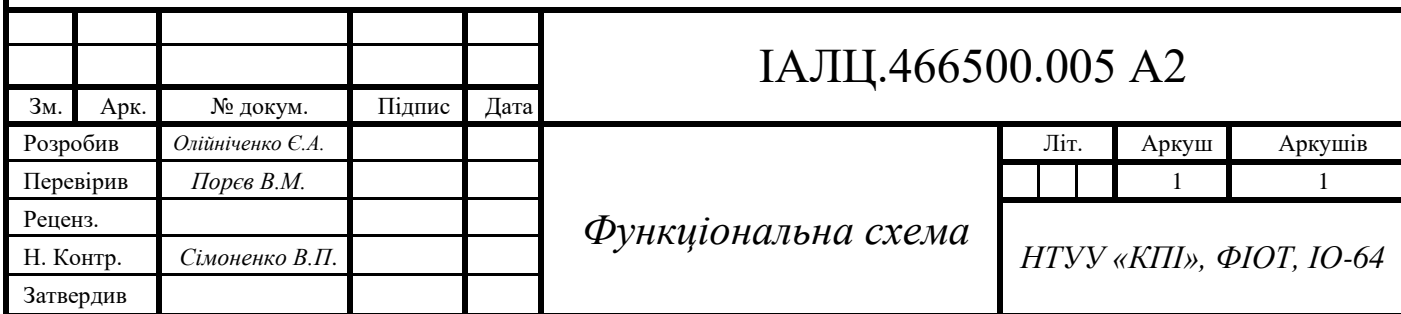 ІАЛЦ.466500.005 А2
Зм. Арк. № докум. Підпис Дата
Розробив Олійніченко Є.А.
Літ. Аркуш Аркушів
Перевірив Порєв В.М.
1 1
Реценз.
Функціональна схема
Н. Контр. Сімоненко В.П.
НТУУ «КПІ», ФІОТ, ІО-64
Затвердив